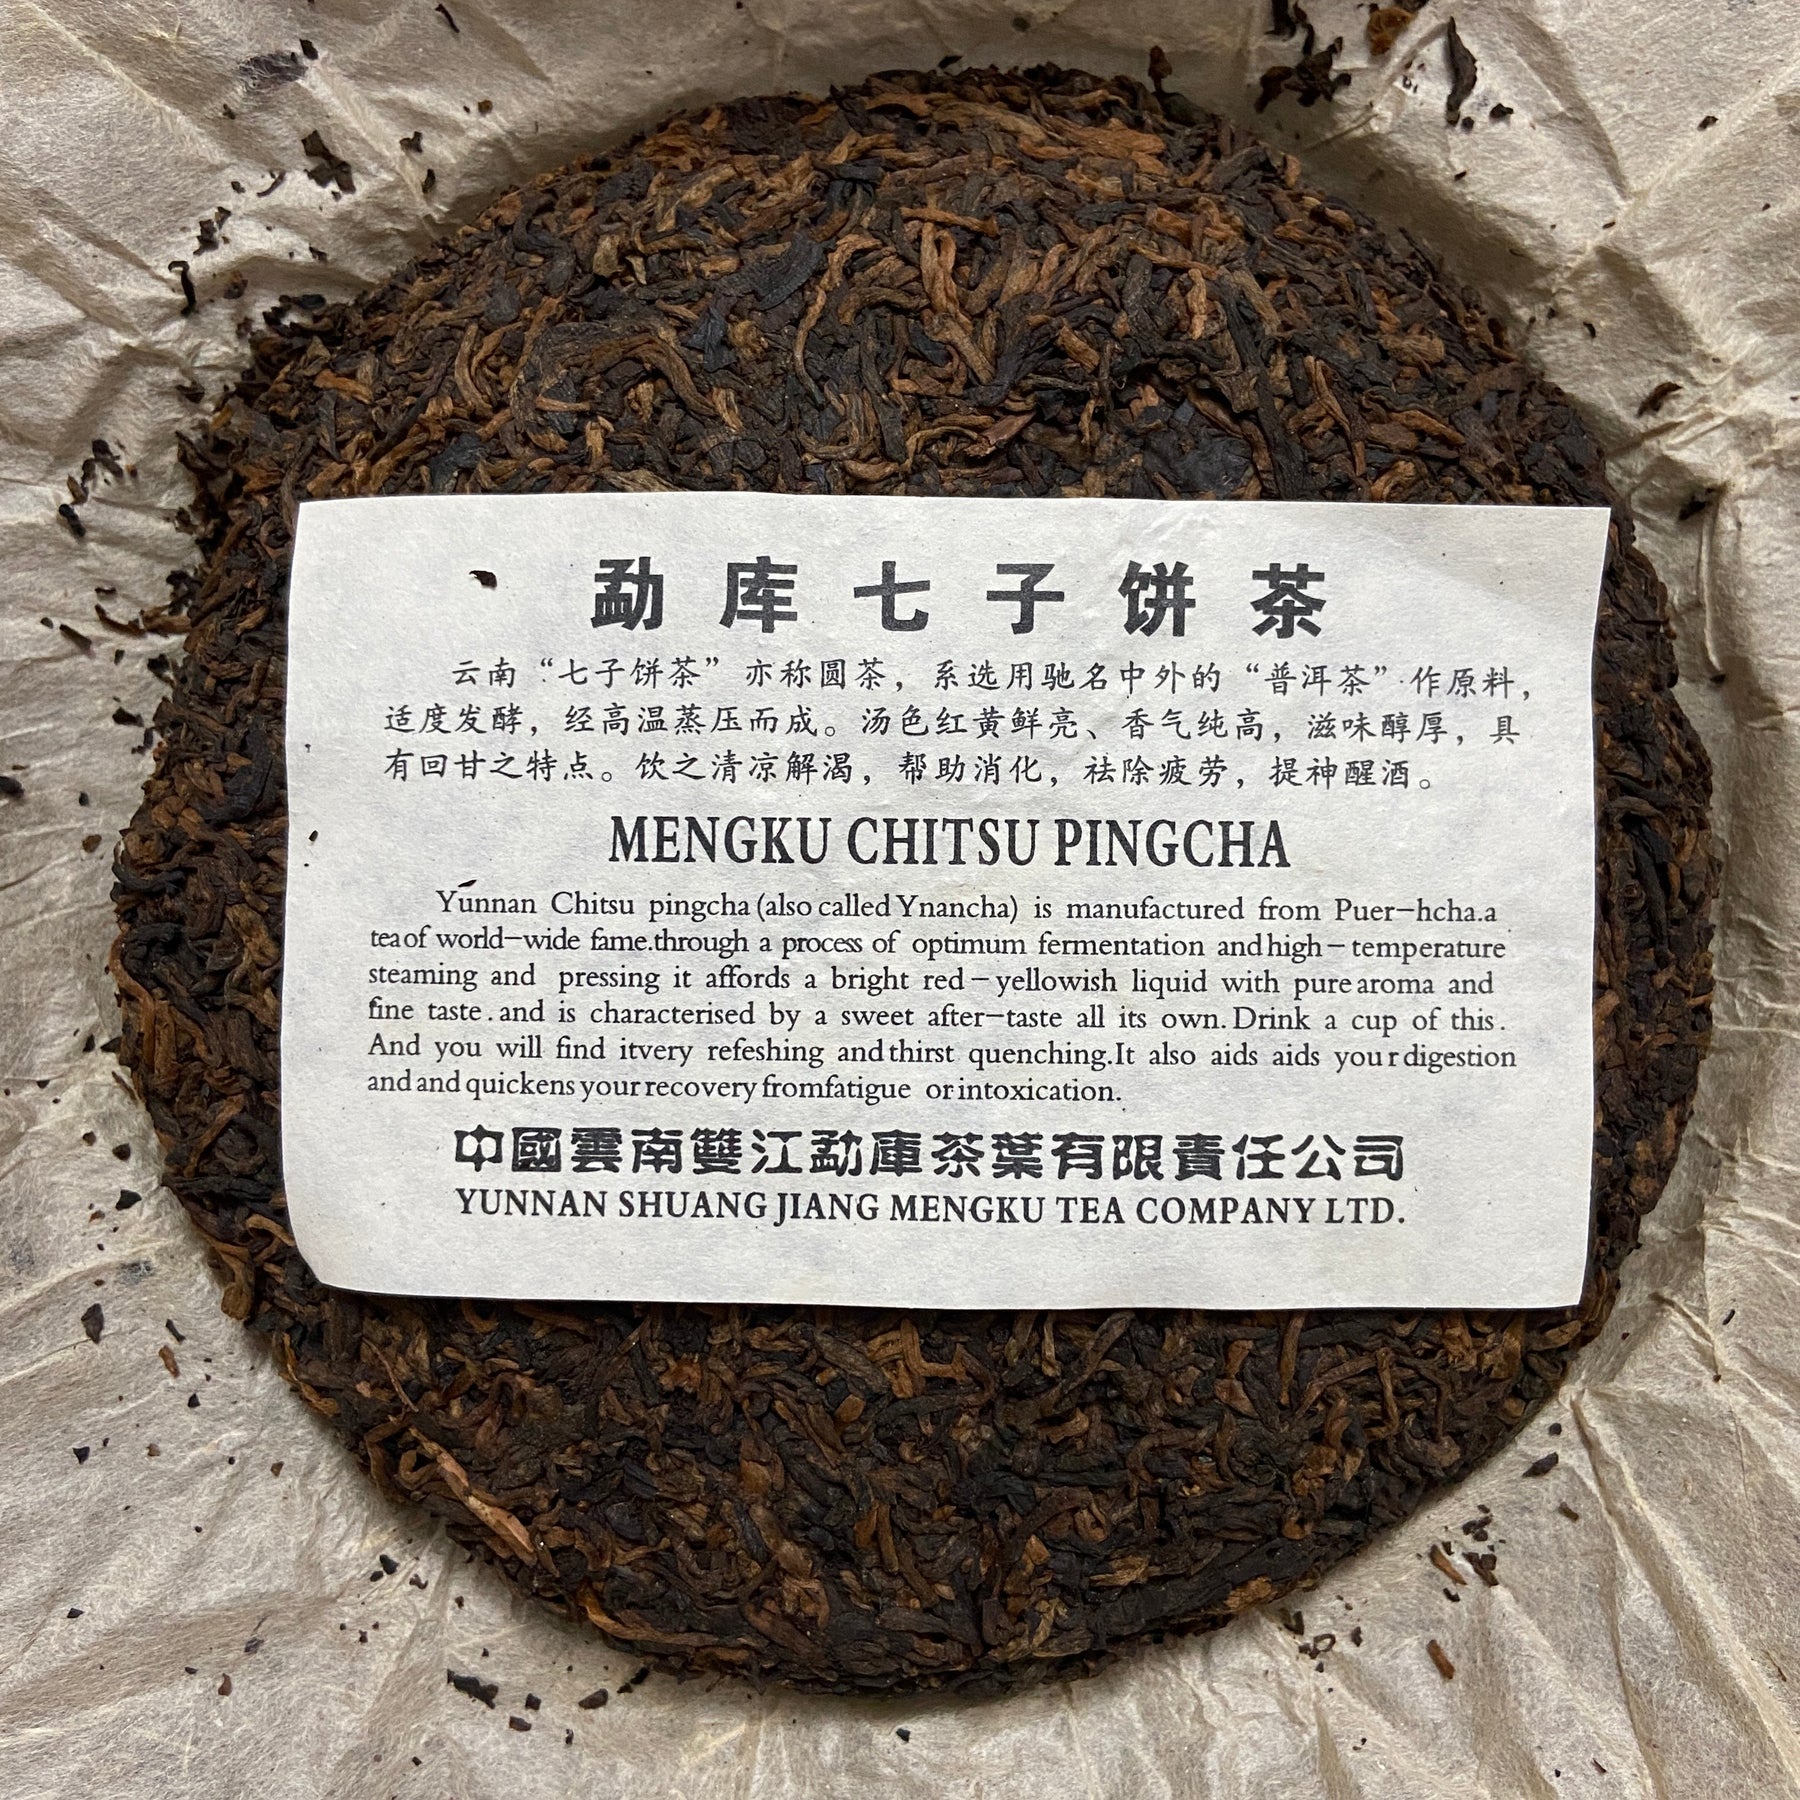 勐库七子饼茶
云南“七子饼茶”亦称圆茶，系选用驰名中外的“普洱茶”作原料，
适度发酵，经高温蒸压而成。汤色红黄鲜亮、香气纯高，滋味醇厚，具
有回甘之特点。饮之清凉解渴，帮助消化，祛除疲劳，提神醒酒。
MENGKU CHITSU PINGCHA
Yunnan Chitsu pingcha (also called Ynancha) is manufactured from Puer-hcha.a
tea of world-wide fame.through a process of optimum fermentation and high-temperature
steaming and pressing it affords a bright red-yellowish liquid with pure aroma and
fine taste.and is characterised by a sweet after-taste all its own. Drink a cup of this.
And you will find itvery refeshing and thirst quenching.It also aids aids your digestion
and and quickens your recovery fromfatigue or intoxication.
中國雲南雙江勐庫茶葉有限責任公司
YUNNAN SHUANG JIANG MENGKU TEA COMPANY LTD.